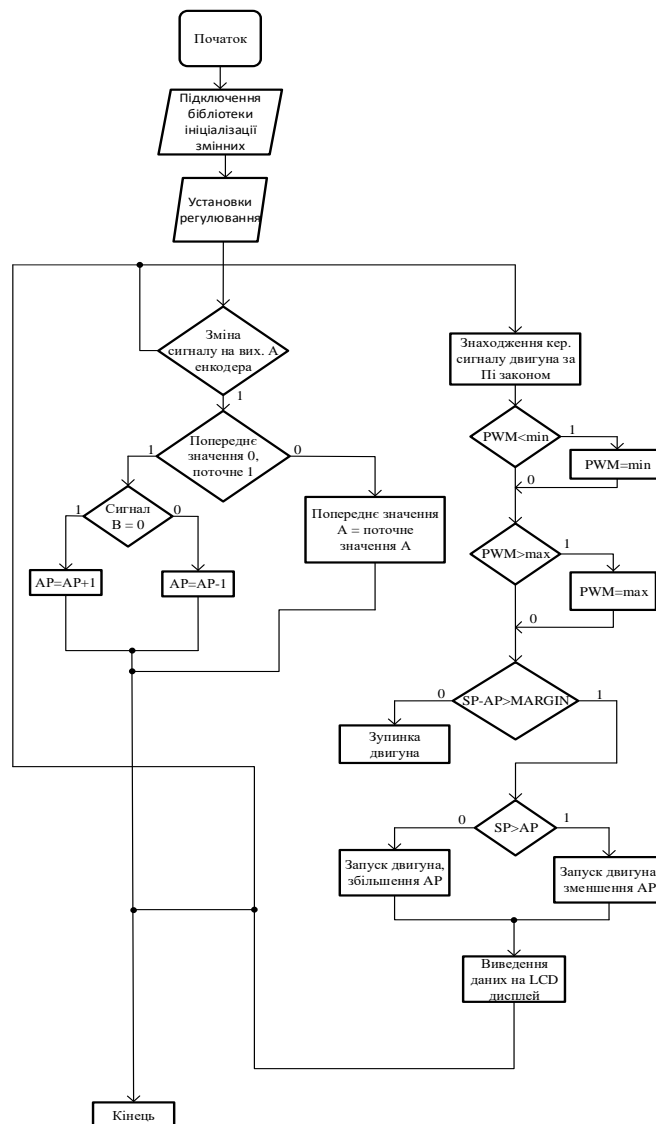 Початок
Підключення
бібліотеки
ініціалізації
змінних
Установки
регулювання
Зміна
сигналу на вих. А
енкодера
1
Попереднє
значення 0,
поточне 1
1
0
Сигнал
B = 0
1
0
AP=AP+1
AP=AP-1
Попереднє значення
А = поточне
значення А
Знаходження кер.
сигналу двигуна за
Пі законом
PWM<min
1
PWM=min
0
PWM>max
1
PWM=max
0
SP-AP>MARGIN
0
1
Зупинка
двигуна
SP>AP
0
1
Запуск двигуна,
збільшення АР
Запуск двигуна,
зменшення АР
Виведення
даних на LCD
дисплей
Кінець